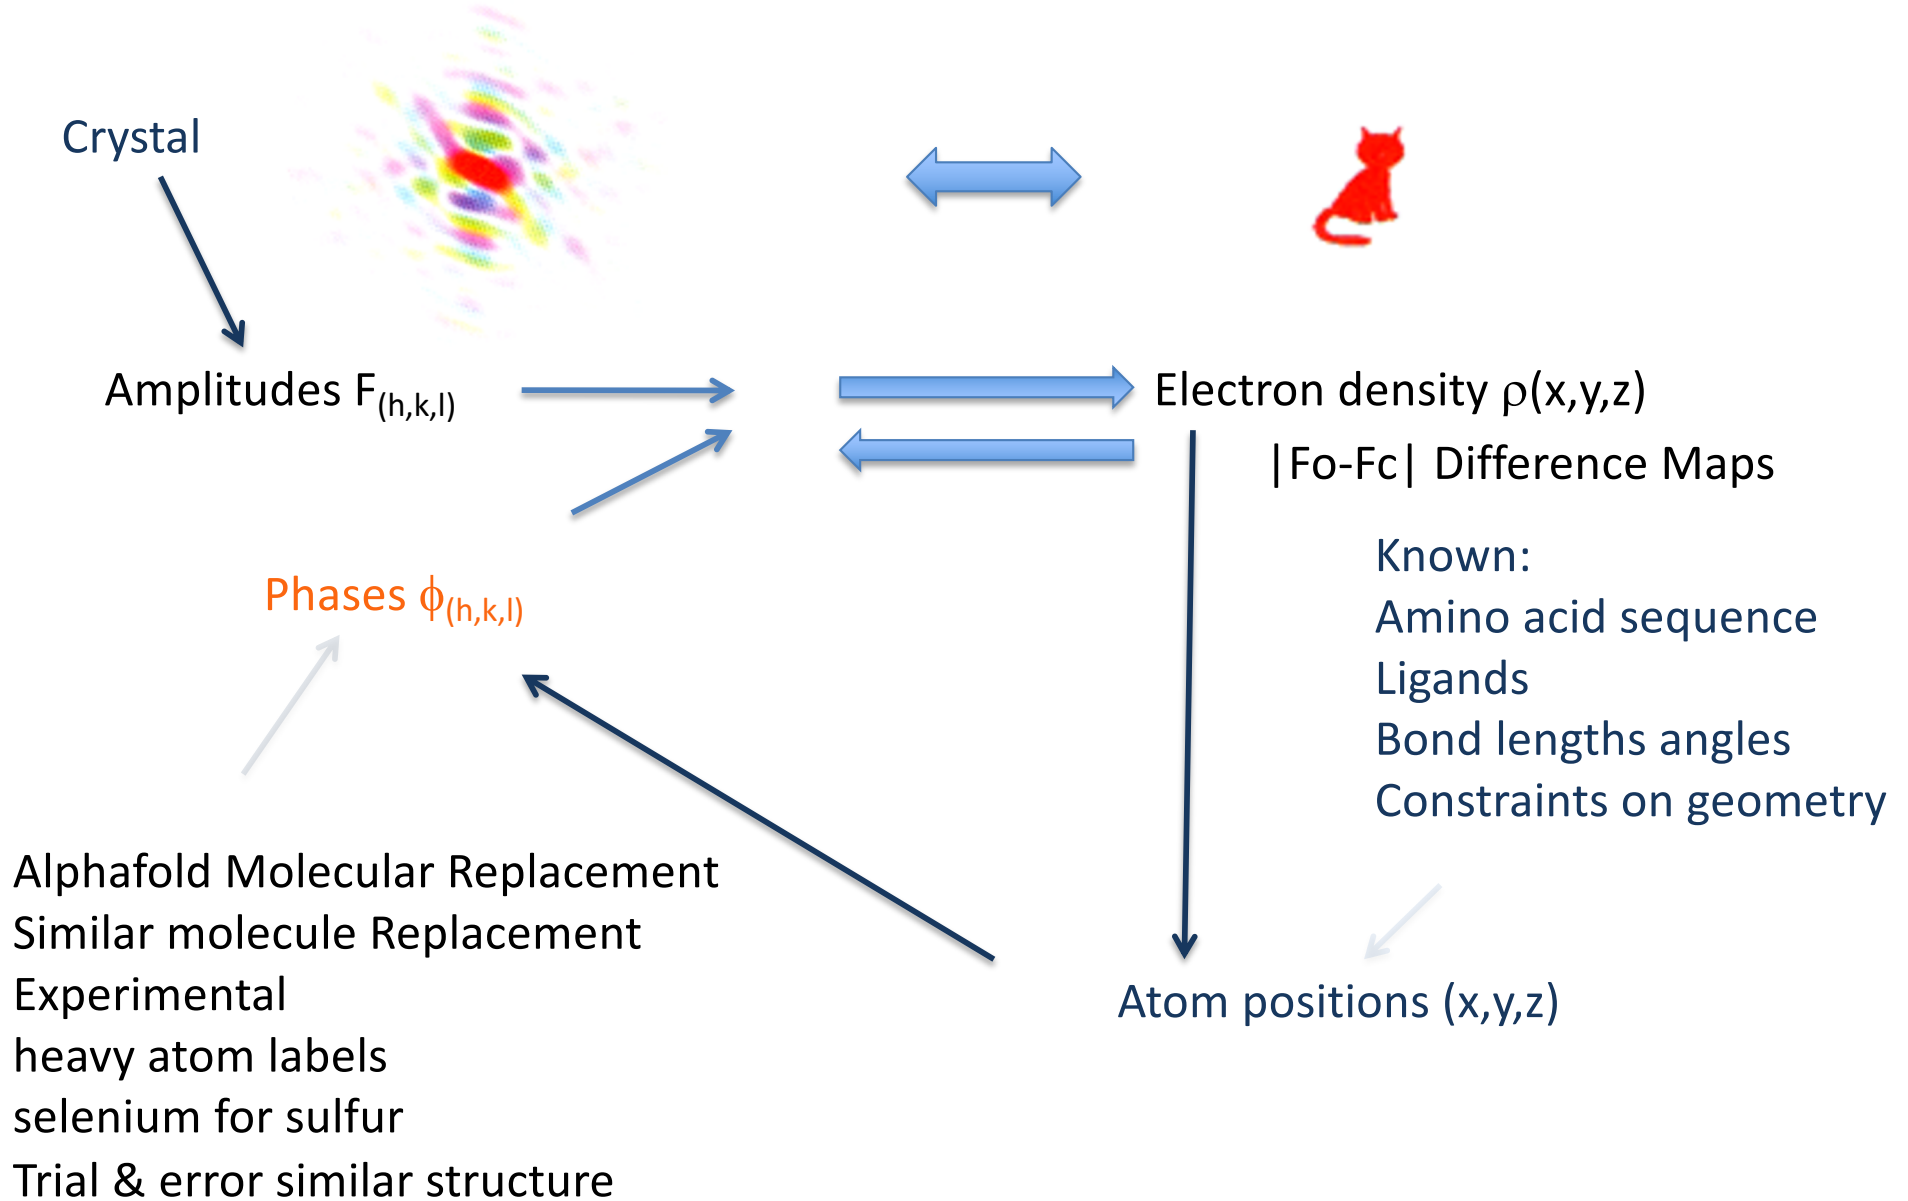 Crystal
Amplitudes F(h,k,l)
Electron density ρ(x,y,z)
|Fo-Fc| Difference Maps
Phases ϕ(h,k,l)
Known:
Amino acid sequence
Ligands
Bond lengths angles
Constraints on geometry
Alphafold Molecular Replacement
Similar molecule Replacement
Experimental
heavy atom labels
selenium for sulfur
Trial & error similar structure
Atom positions (x,y,z)